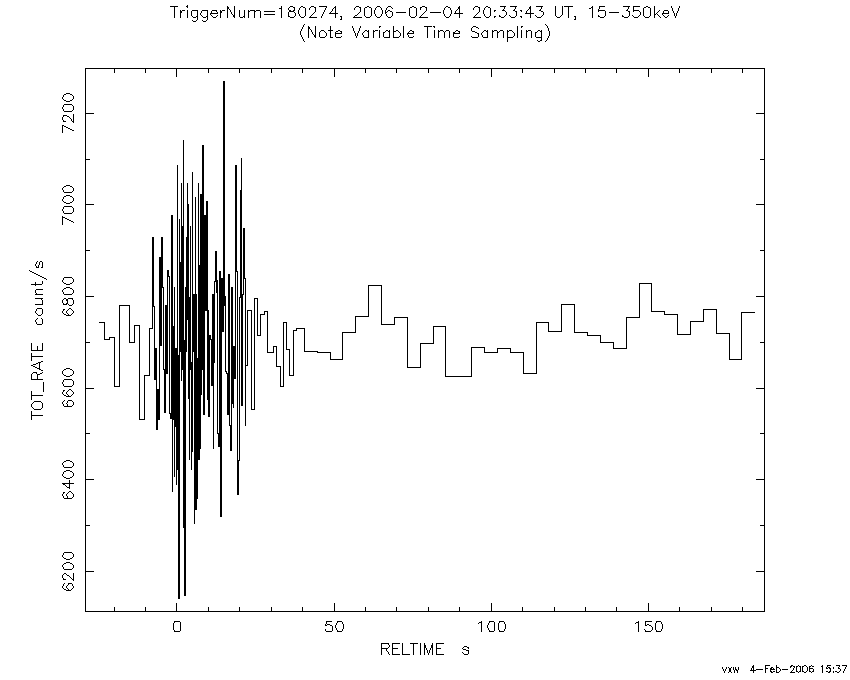 TriggerNum=180274, 2006-02-04 20:33:43 UT, 15-350keV
(Note Variable Time Sampling)
TOT_RATE count/s
7200
7000
6800
6600
6400
6200
0 50 100 150
RELTIME s
vxw 4-Feb-2006 15:37